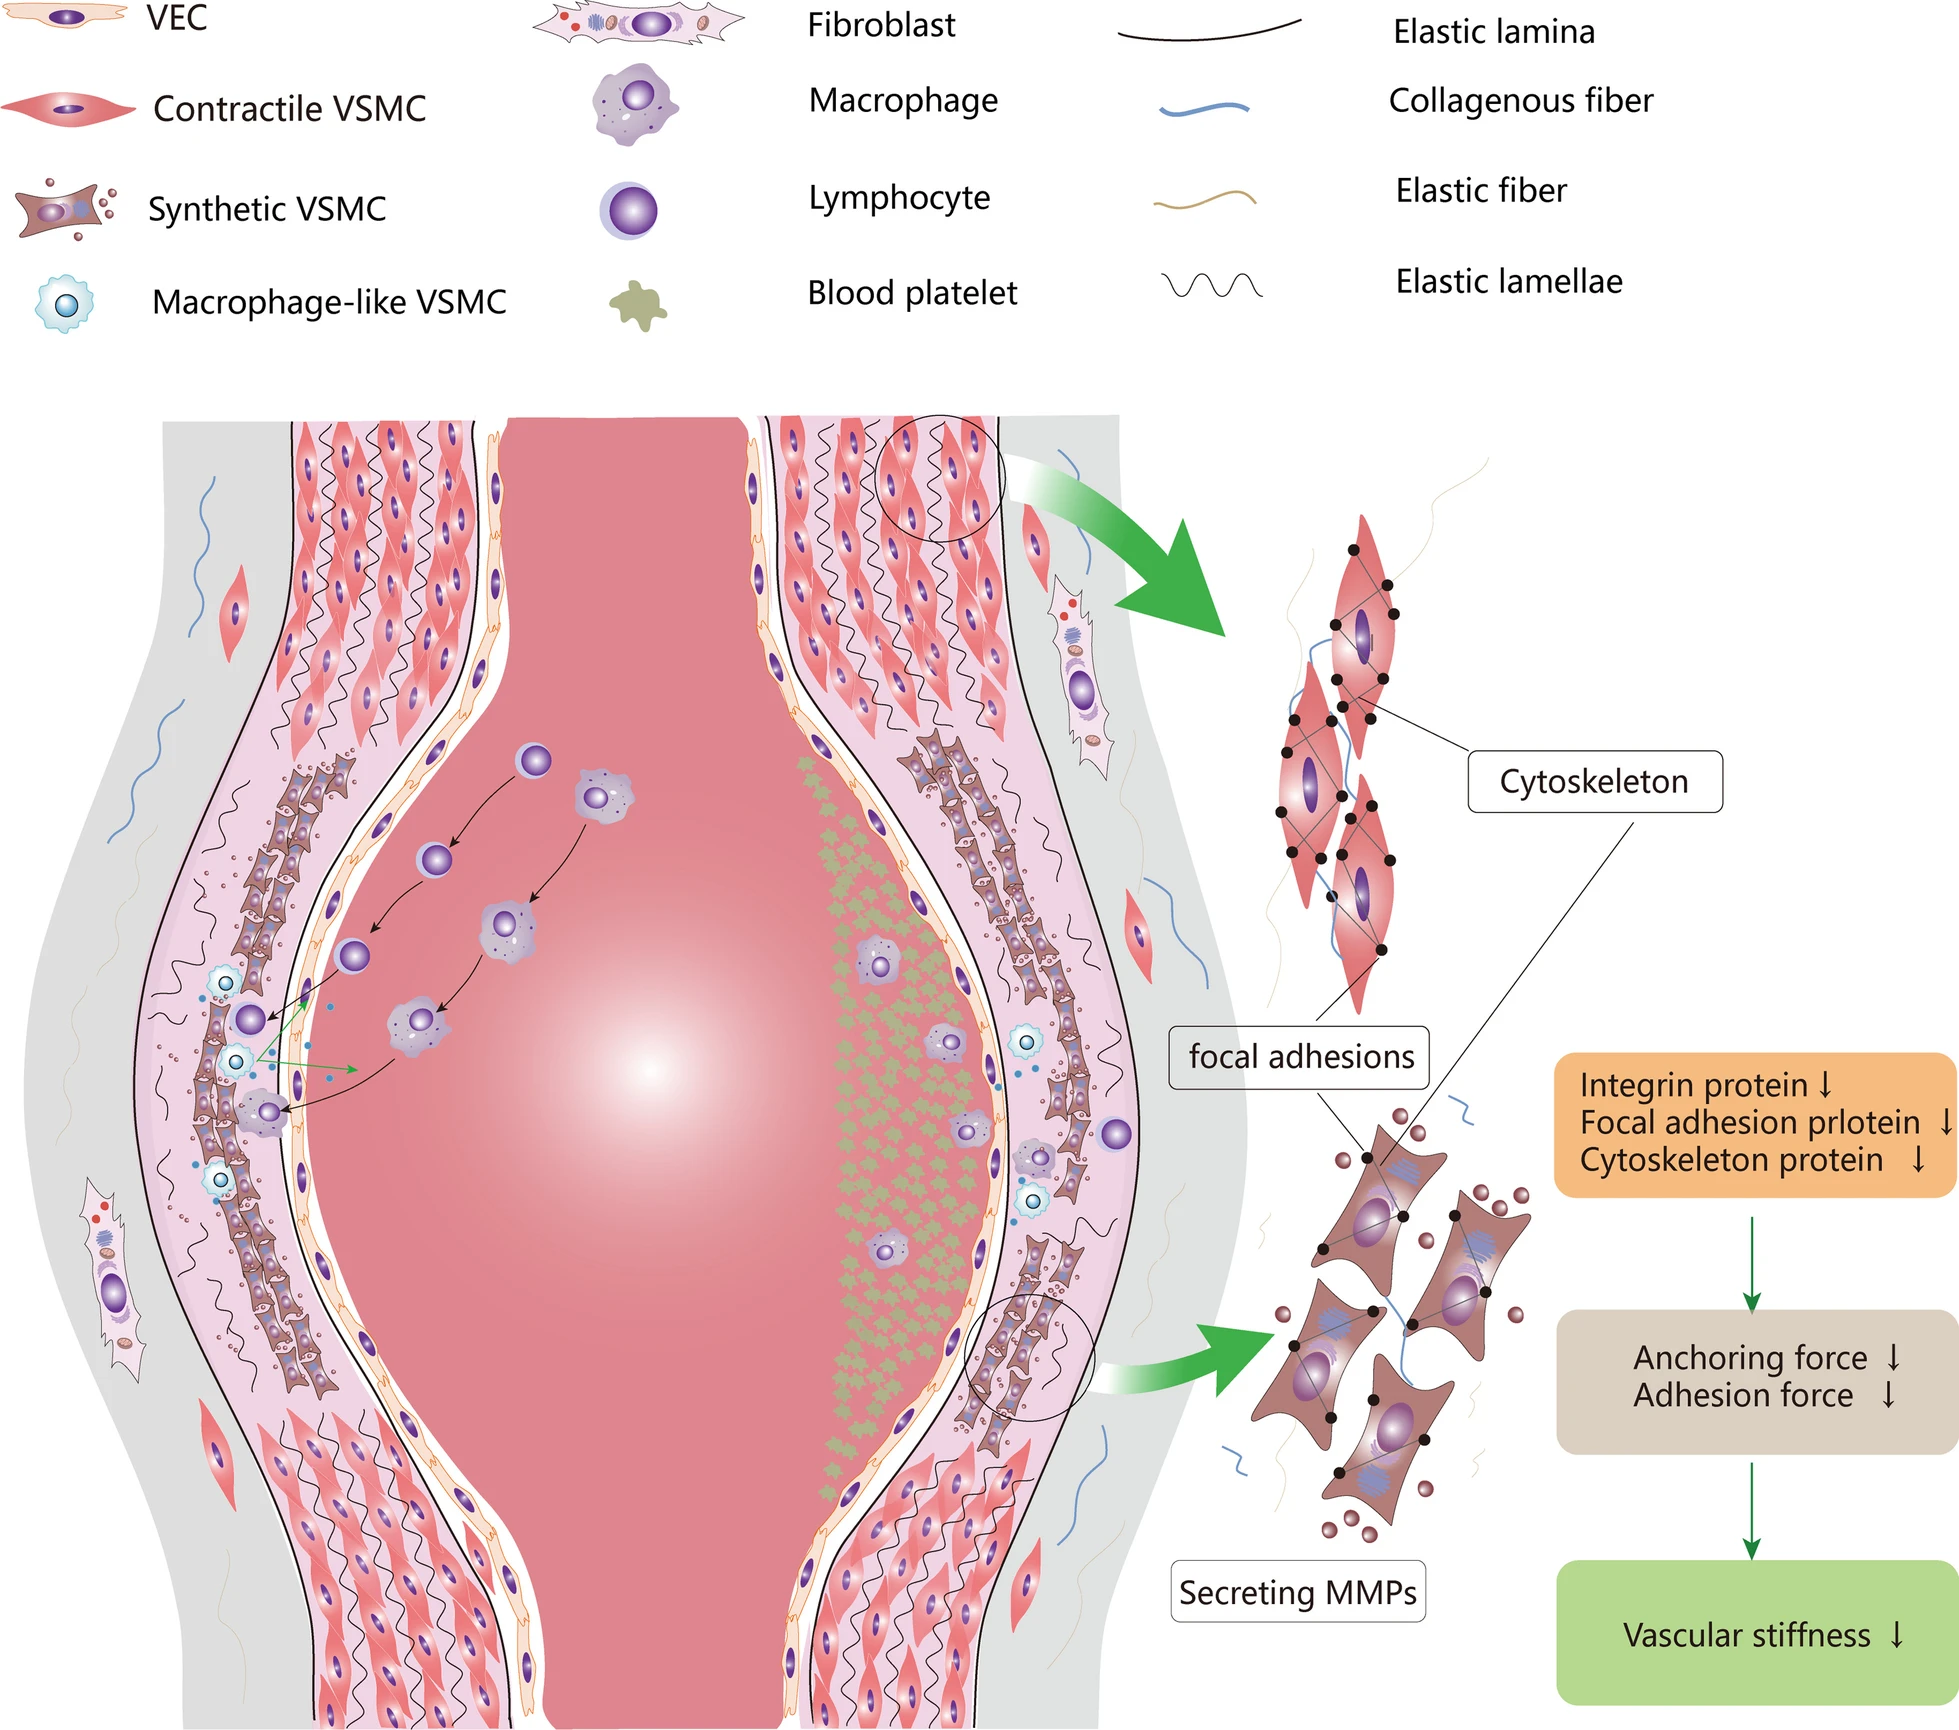 VEC
Contractile VSMC
Synthetic VSMC
Macrophage-like VSMC
Fibroblast
Macrophage
Lymphocyte
Blood platelet
Elastic lamina
Collagenous fiber
Elastic fiber
Elastic lamellae
Cytoskeleton
focal adhesions
Secreting MMPs
Integrin protein ↓
Focal adhesion prlotein ↓
Cytoskeleton protein ↓
Anchoring force ↓
Adhesion force ↓
Vascular stiffness ↓